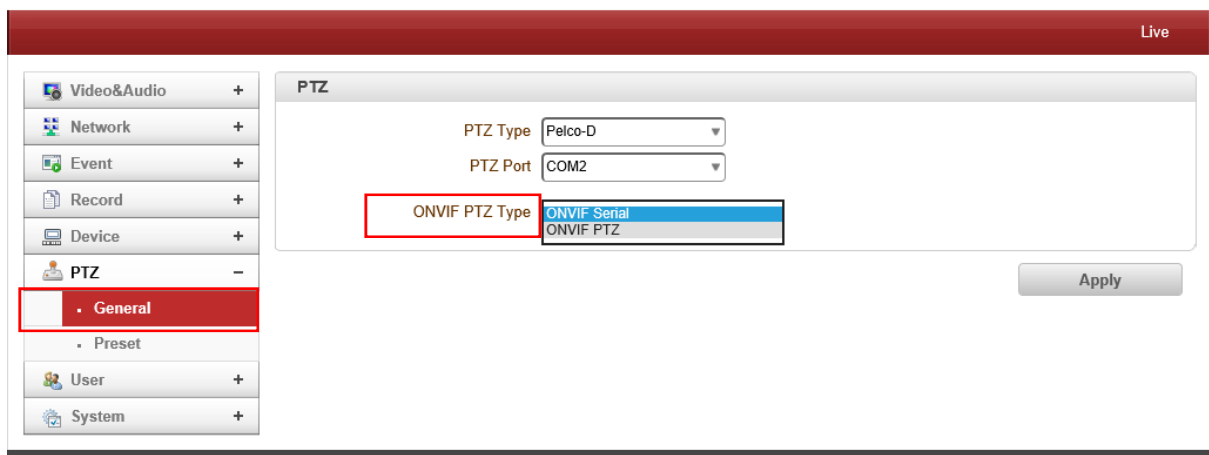 Live
Video&Audio +
Network +
Event +
Record +
Device +
PTZ −
. General
. Preset
User +
System +
PTZ
PTZ Type Pelco-D
PTZ Port COM2
ONVIF PTZ Type ONVIF Serial
ONVIF PTZ
Apply